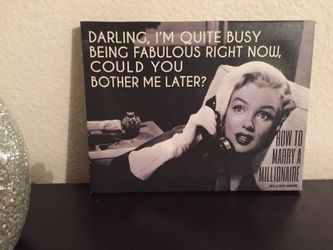 DARLING, I'M QUITE BUSY
BEING FABULOUS RIGHT NOW,
COULD YOU
BOTHER ME LATER?
HOW TO
MARRY A
MILLIONAIRE